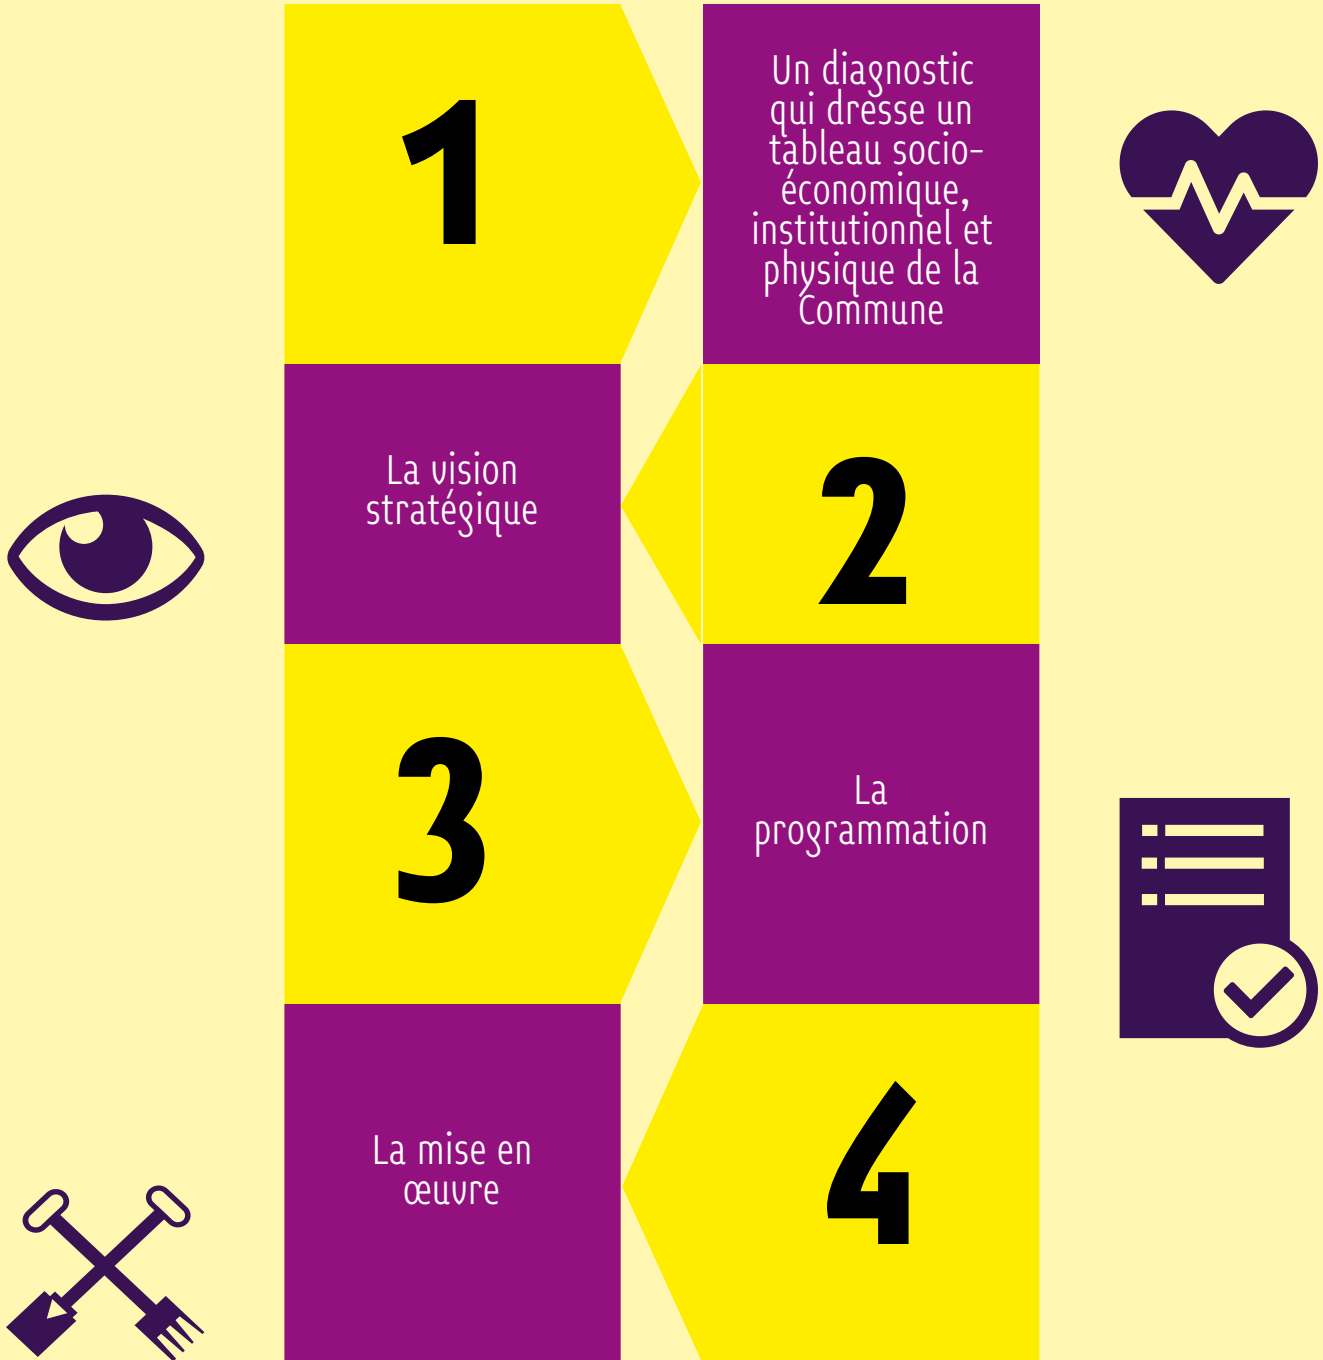 1
Un diagnostic
qui dresse un
tableau socio-
économique,
institutionnel et
physique de la
Commune
La vision
stratégique
2
3
La
programmation
La mise en
œuvre
4